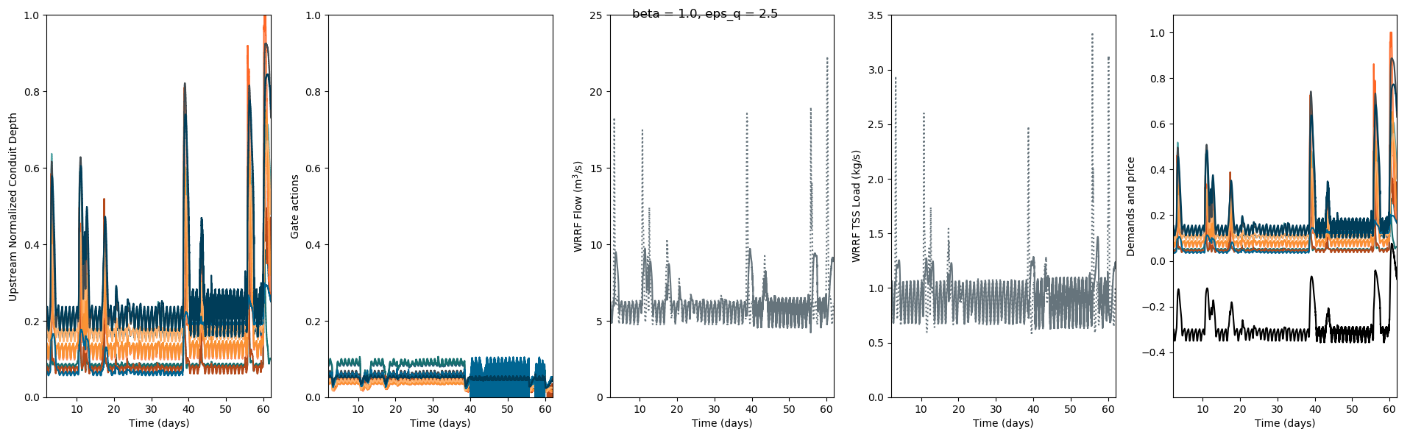 beta = 1.0, eps_q = 2.5
Upstream Normalized Conduit Depth
1.0
0.8
0.6
0.4
0.2
0.0
10 20 30 40 50 60
Time (days)
Gate actions
1.0
0.8
0.6
0.4
0.2
0.0
10 20 30 40 50 60
Time (days)
WRRF Flow (m³/s)
25
20
15
10
5
0
10 20 30 40 50 60
Time (days)
WRRF TSS Load (kg/s)
3.5
3.0
2.5
2.0
1.5
1.0
0.5
0.0
10 20 30 40 50 60
Time (days)
Demands and price
1.0
0.8
0.6
0.4
0.2
0.0
−0.2
−0.4
10 20 30 40 50 60
Time (days)